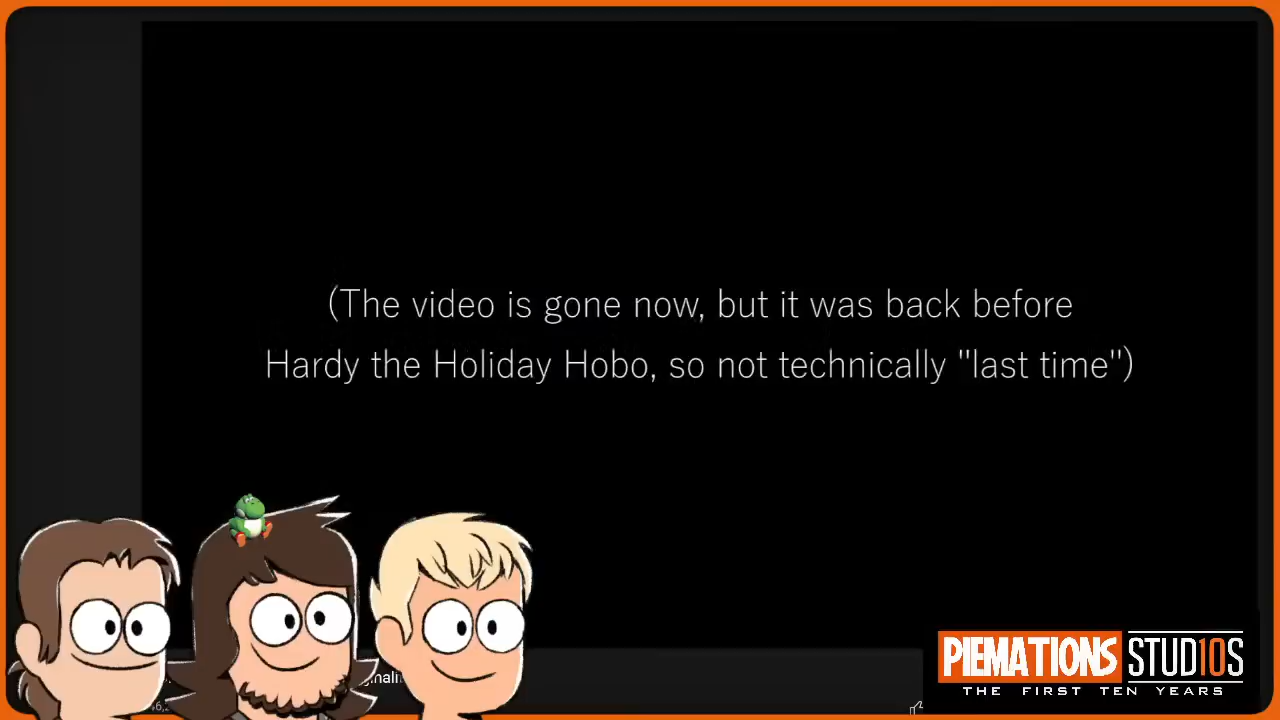 (The video is gone now, but it was back before
Hardy the Holiday Hobo, so not technically "last time")
PIEMATIONS STUD10S
THE FIRST TEN YEARS